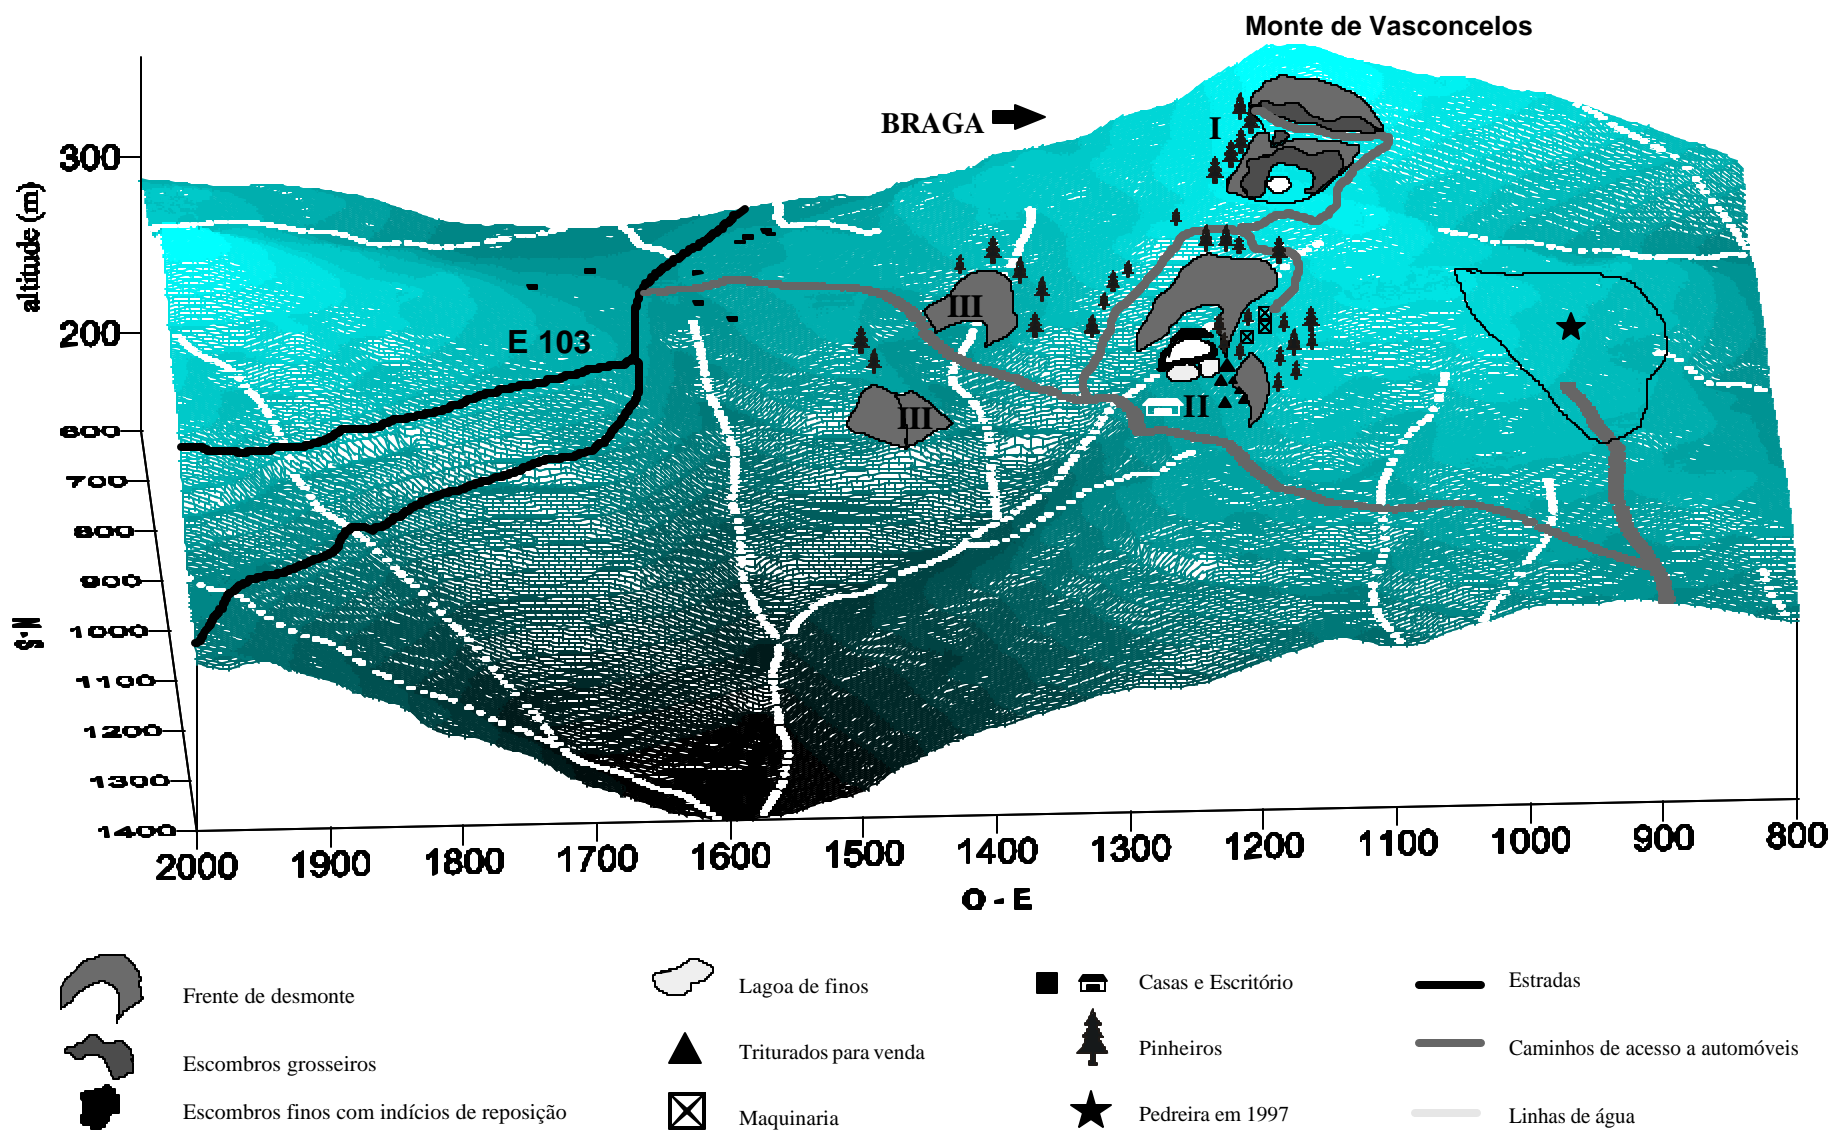 Monte de Vasconcelos
BRAGA
I
300
altitude (m)
200
E 103
III
III
II
600
700
800
900
1000
1100
1200
1300
1400
S-N
2000 1900 1800 1700 1600 1500 1400 1300 1200 1100 1000 900 800
O - E
Frente de desmonte
Escombros grosseiros
Escombros finos com indícios de reposição
Lagoa de finos
Triturados para venda
Maquinaria
Casas e Escritório
Pinheiros
Pedreira em 1997
Estradas
Caminhos de acesso a automóveis
Linhas de água